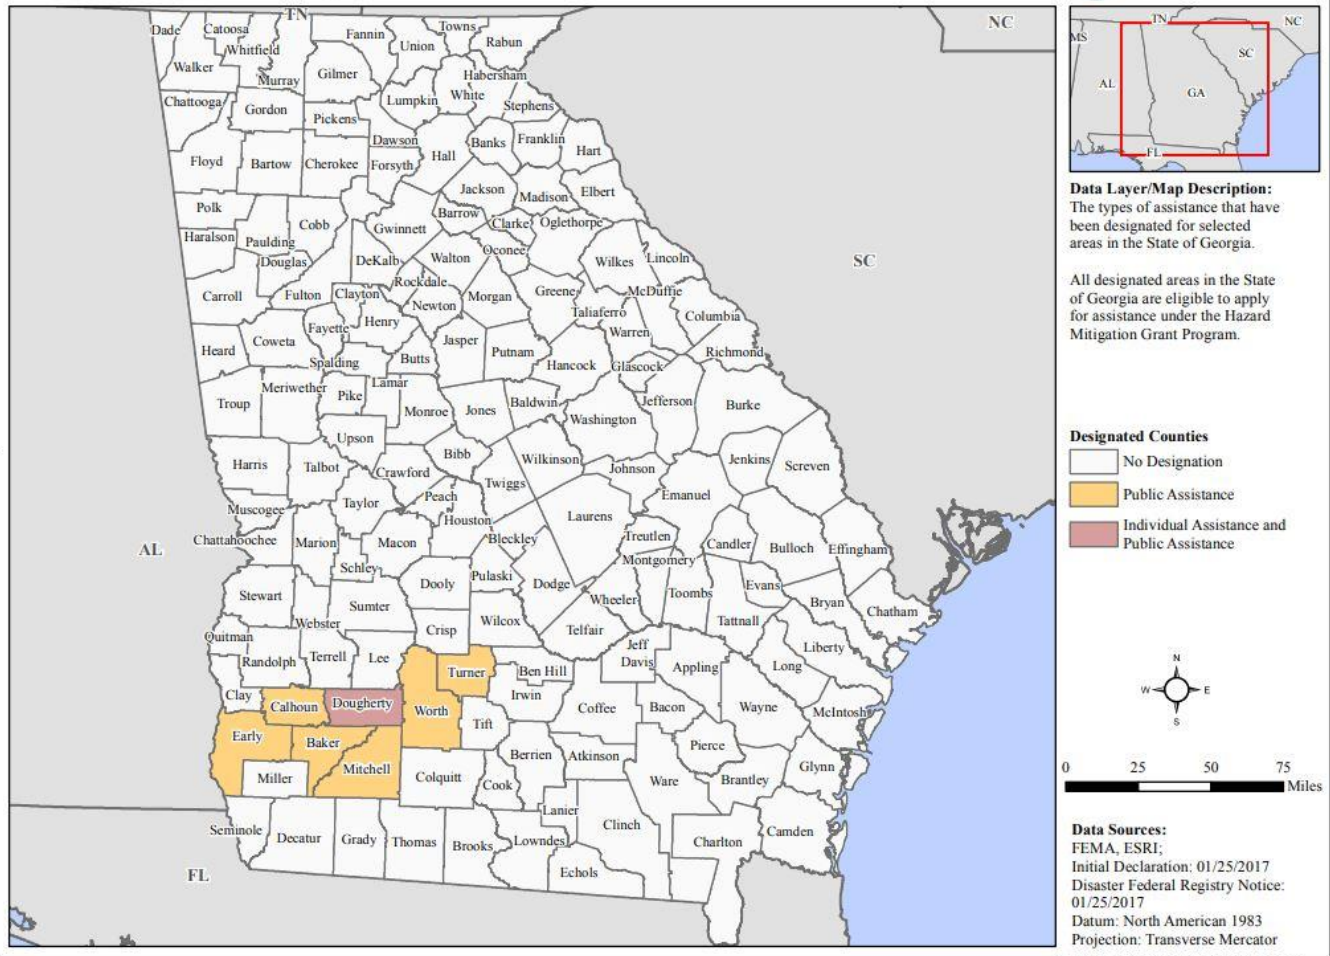 TN
NC
Dade
Catoosa
Whitfield
Fannin
Towns
Union
Rabun
Walker
Murray
Gilmer
Habersham
White
Lumpkin
Stephens
Chattooga
Gordon
Pickens
Dawson
Banks
Franklin
Hall
Hart
Floyd
Bartow
Cherokee
Forsyth
Jackson
Madison
Elbert
Polk
Cobb
Gwinnett
Barrow
Clarke
Oglethorpe
Haralson
Paulding
Douglas
DeKalb
Walton
Oconee
Wilkes
Lincoln
SC
Carroll
Fulton
Clayton
Rockdale
Newton
Morgan
Greene
McDuffie
Taliaferro
Columbia
Fayette
Henry
Warren
Heard
Coweta
Spalding
Butts
Jasper
Putnam
Hancock
Glascock
Richmond
Troup
Meriwether
Pike
Lamar
Monroe
Jones
Baldwin
Washington
Jefferson
Burke
Upson
Harris
Talbot
Crawford
Bibb
Wilkinson
Johnson
Jenkins
Screven
Twiggs
Peach
Taylor
Emanuel
Muscogee
Houston
Laurens
Chattahoochee
Marion
Macon
Bleckley
Treutlen
Candler
Bulloch
Effingham
AL
Schley
Dooly
Pulaski
Dodge
Montgomery
Stewart
Sumter
Wheeler
Toombs
Evans
Bryan
Chatham
Webster
Crisp
Wilcox
Telfair
Tattnall
Quitman
Randolph
Terrell
Lee
Turner
Ben Hill
Jeff
Davis
Appling
Long
Liberty
Clay
Calhoun
Dougherty
Worth
Irwin
Tift
Coffee
Bacon
Wayne
McIntosh
Early
Baker
Mitchell
Berrien
Atkinson
Pierce
Miller
Colquitt
Cook
Ware
Brantley
Glynn
Lanier
Seminole
Decatur
Grady
Thomas
Brooks
Lowndes
Clinch
Charlton
Camden
Echols
FL
TN
NC
MS
SC
AL
GA
FL
Data Layer/Map Description:
The types of assistance that have
been designated for selected
areas in the State of Georgia.
All designated areas in the State
of Georgia are eligible to apply
for assistance under the Hazard
Mitigation Grant Program.
Designated Counties
No Designation
Public Assistance
Individual Assistance and
Public Assistance
N
W E
S
0 25 50 75
Miles
Data Sources:
FEMA, ESRI;
Initial Declaration: 01/25/2017
Disaster Federal Registry Notice:
01/25/2017
Datum: North American 1983
Projection: Transverse Mercator